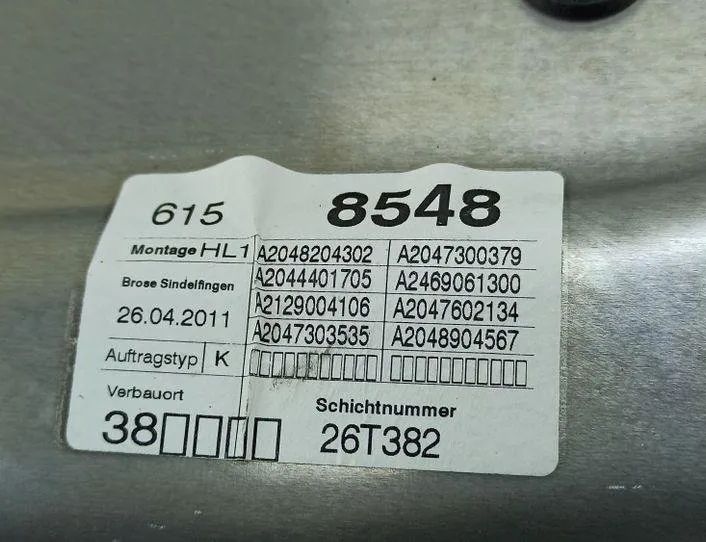 615 8548
Montage HL1 A2048204302 A2047300379
Brose Sindelfingen A2044401705 A2469061300
26.04.2011 A2129004106 A2047602134
A2047303535 A2048904567
Auftragstyp K
Verbauort Schichtnummer
38 26T382